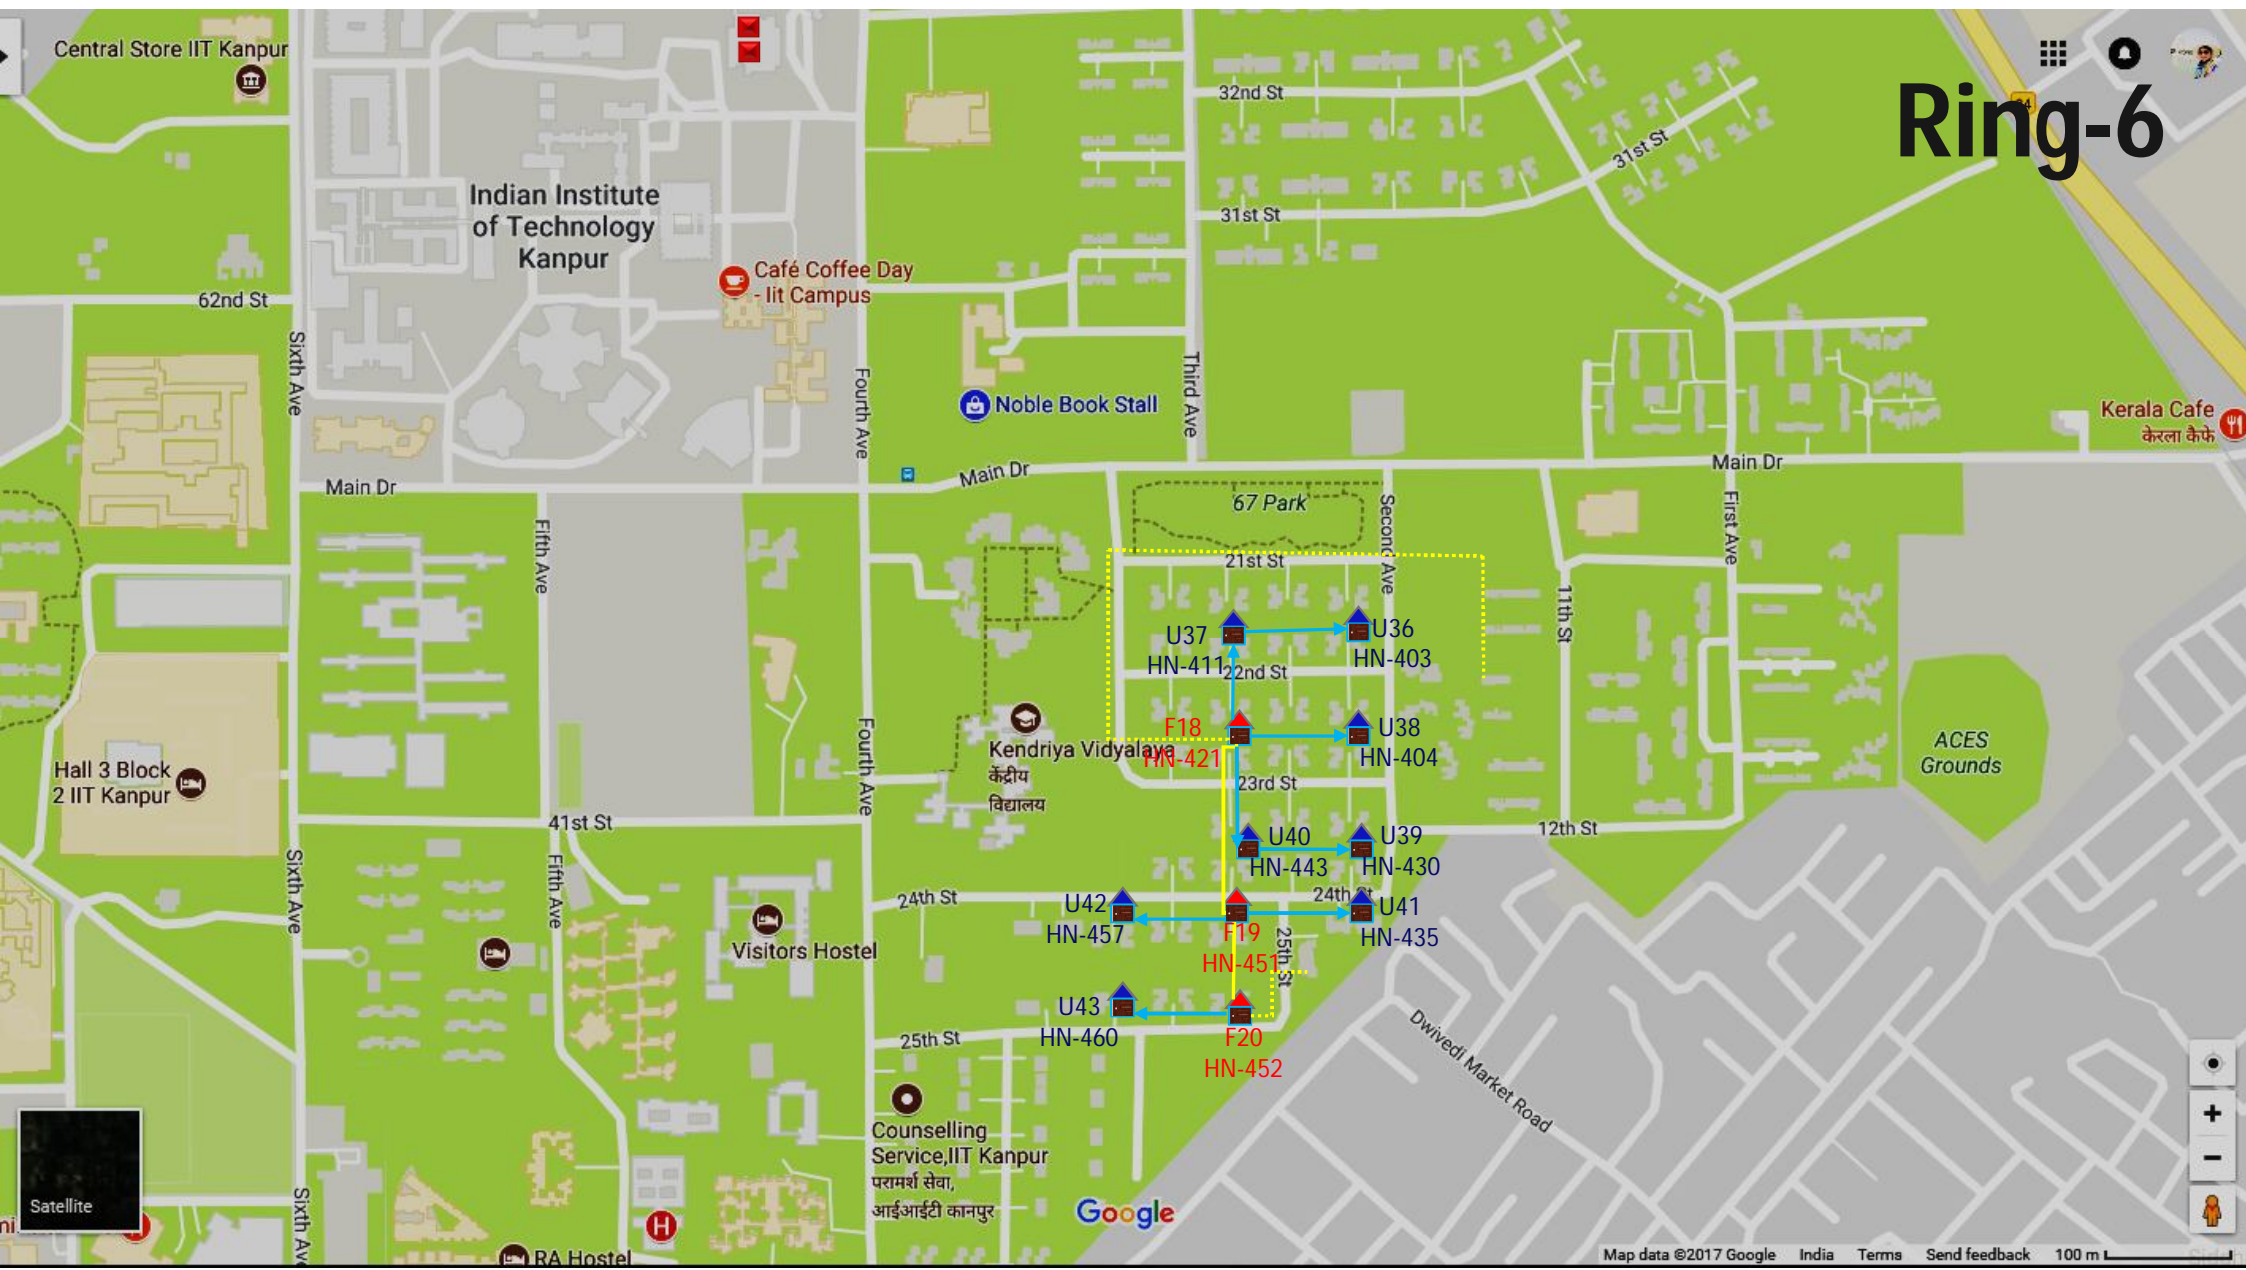 Central Store IIT Kanpur
Ring-6
32nd St
31st St
Indian Institute
of Technology
Kanpur
31st St
Café Coffee Day
- Iit Campus
62nd St
Sixth Ave
Fourth Ave
Third Ave
Noble Book Stall
Kerala Cafe
केरला कैफे
Main Dr
Main Dr
Main Dr
67 Park
Fifth Ave
Second Ave
First Ave
21st St
11th St
U37
HN-411
U36
HN-403
22nd St
F18
HN-421
U38
HN-404
Kendriya Vidyalaya
केंद्रीय
विद्यालय
Fourth Ave
ACES
Grounds
Hall 3 Block
2 IIT Kanpur
23rd St
41st St
12th St
U40
HN-443
U39
HN-430
Sixth Ave
Fifth Ave
24th St
24th St
U42
HN-457
F19
HN-451
U41
HN-435
25th St
Visitors Hostel
U43
HN-460
F20
HN-452
25th St
Dwivedi Market Road
Counselling
Service,IIT Kanpur
परामर्श सेवा,
आईआईटी कानपुर
Satellite
Sixth Av
Google
H
RA Hostel
Map data ©2017 Google India Terms Send feedback 100 m